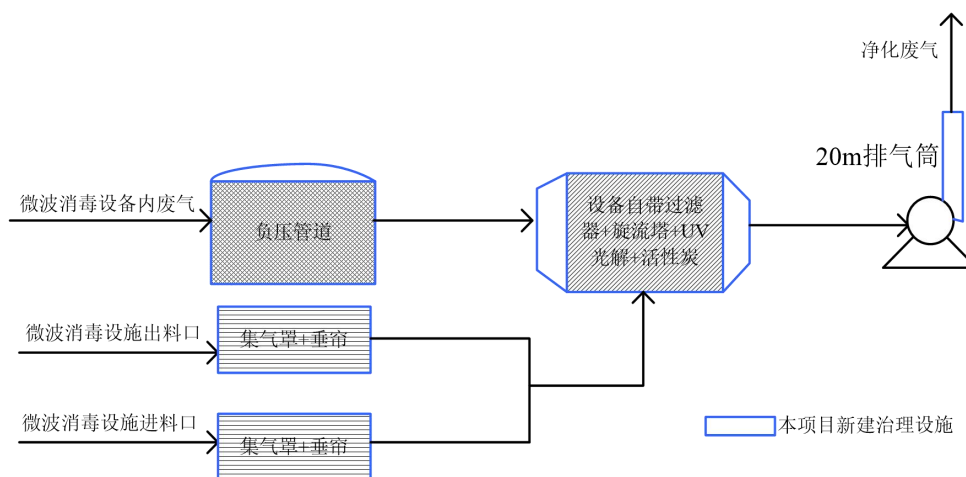 净化废气
20m排气筒
微波消毒设备内废气
负压管道
设备自带过滤
器+旋流塔+UV
光解+活性炭
微波消毒设施出料口
集气罩+垂帘
微波消毒设施进料口
集气罩+垂帘
本项目新建治理设施